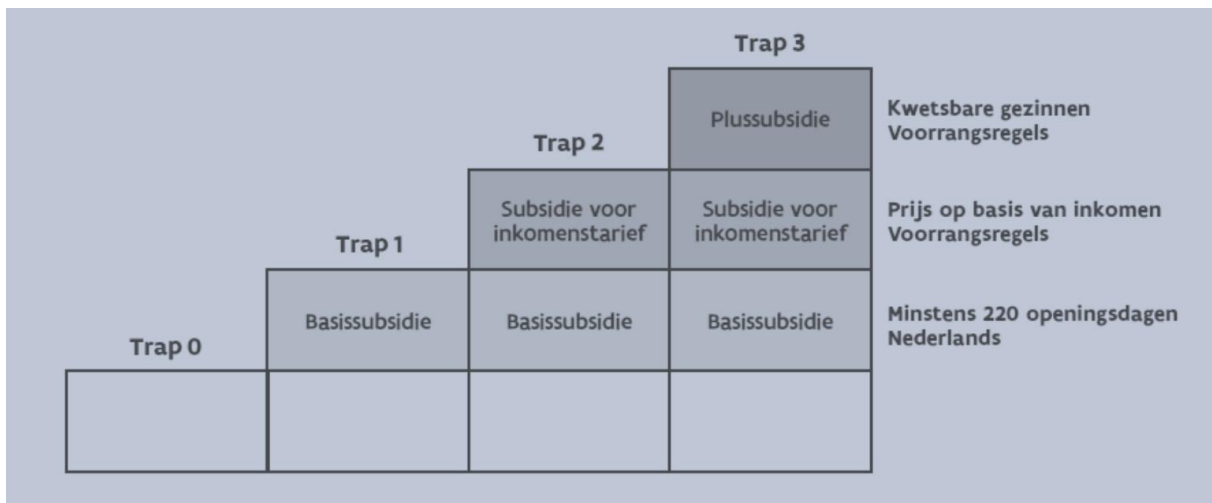 Trap 3
Plussubsidie
Kwetsbare gezinnen
Voorrangsregels
Trap 2
Subsidie voor
inkomenstarief
Subsidie voor
inkomenstarief
Prijs op basis van inkomen
Voorrangsregels
Trap 1
Basissubsidie
Basissubsidie
Basissubsidie
Minstens 220 openingsdagen
Nederlands
Trap 0